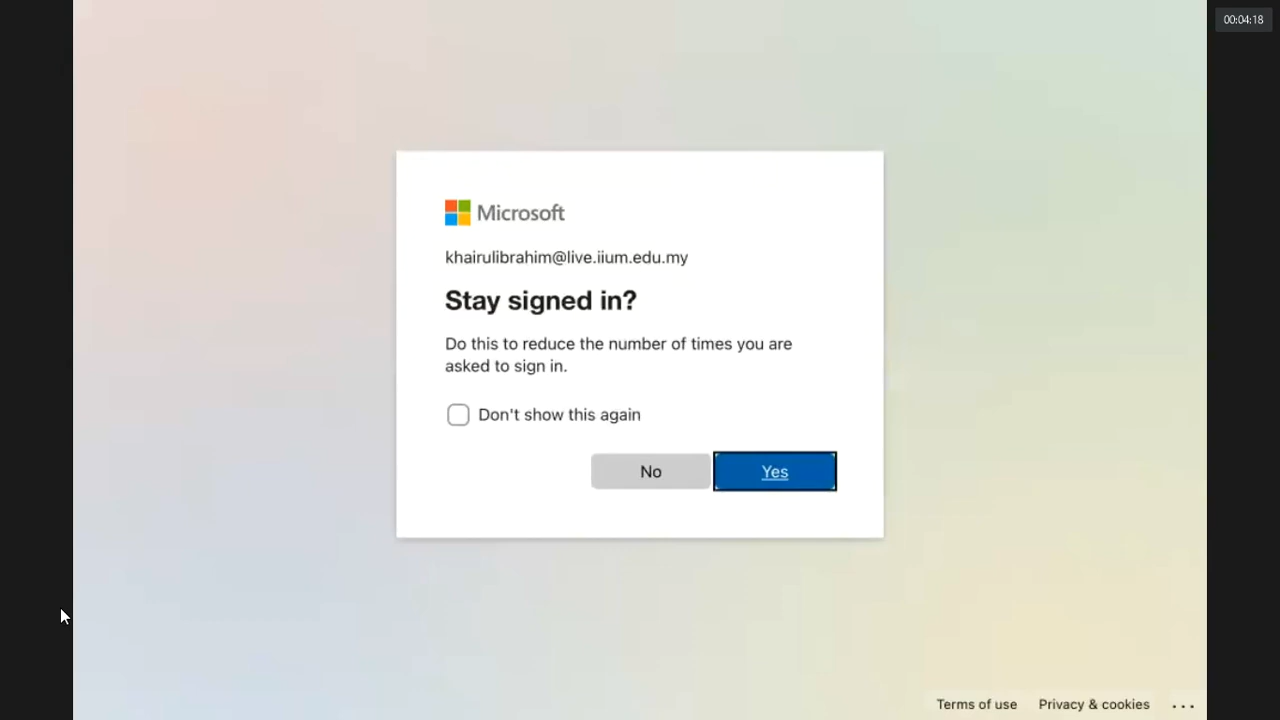 00:04:18
Microsoft
khairulibrahim@live.iium.edu.my
Stay signed in?
Do this to reduce the number of times you are
asked to sign in.
Don't show this again
No Yes
Terms of use Privacy & cookies ...